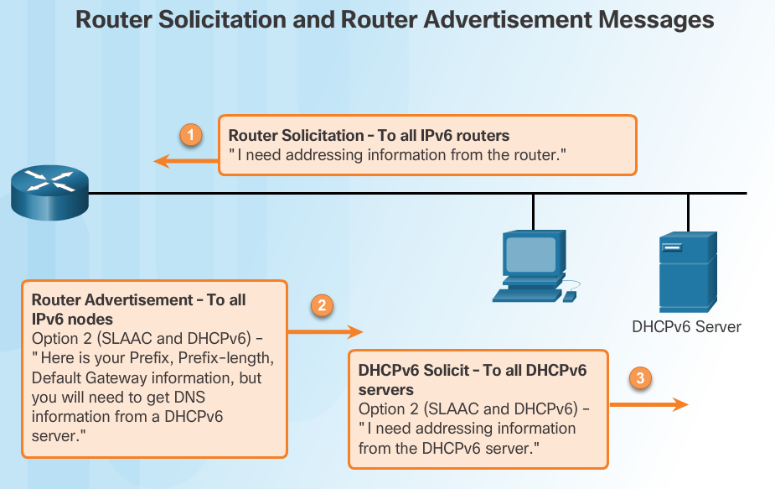 Router Solicitation and Router Advertisement Messages
1
Router Solicitation - To all IPv6 routers
"I need addressing information from the router."
Router Advertisement - To all
IPv6 nodes
Option 2 (SLAAC and DHCPv6) -
"Here is your Prefix, Prefix-length,
Default Gateway information, but
you will need to get DNS
information from a DHCPv6
server."
2
DHCPv6 Server
DHCPv6 Solicit - To all DHCPv6
servers
Option 2 (SLAAC and DHCPv6) -
"I need addressing information
from the DHCPv6 server."
3